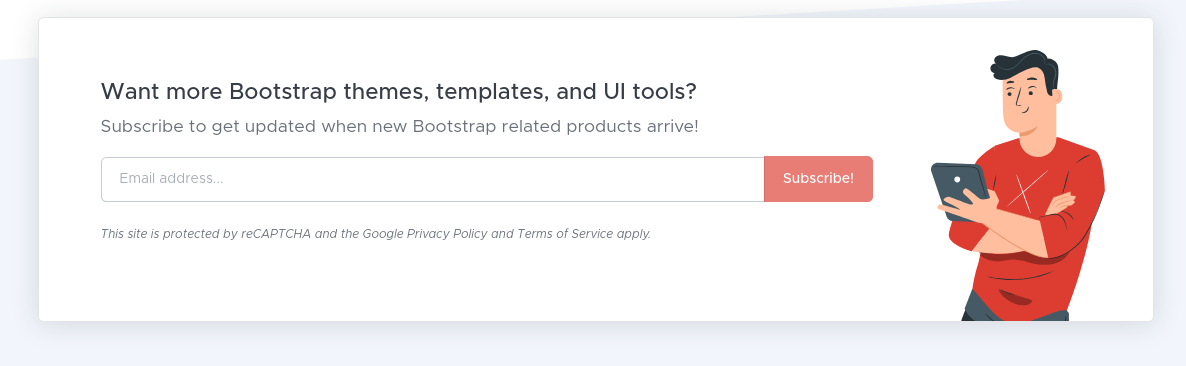 Want more Bootstrap themes, templates, and UI tools?
Subscribe to get updated when new Bootstrap related products arrive!
Email address... Subscribe!
This site is protected by reCAPTCHA and the Google Privacy Policy and Terms of Service apply.